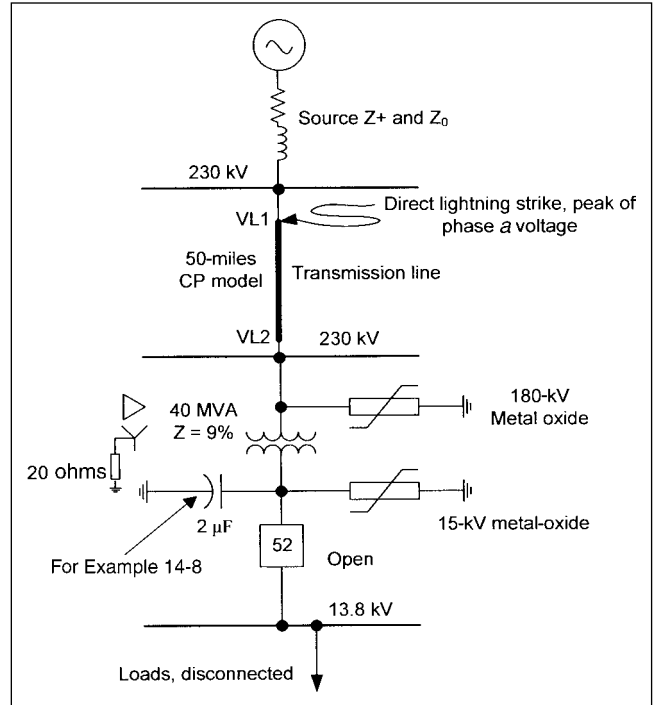 Source Z+ and Z₀
230 kV
VL1
Direct lightning strike, peak of
phase a voltage
50-miles
CP model
Transmission line
VL2
230 kV
180-kV
Metal oxide
40 MVA
Z = 9%
20 ohms
2 μF
15-kV metal-oxide
For Example 14-8
52
Open
13.8 kV
Loads, disconnected